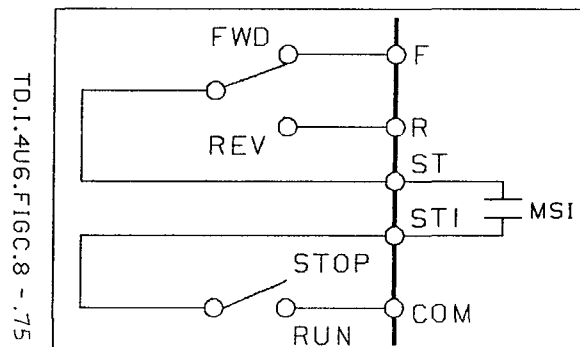 FWD
F
REV
R
ST
STI
MSI
STOP
RUN
COM
TD.I.4U6.FIGC.8 - .75